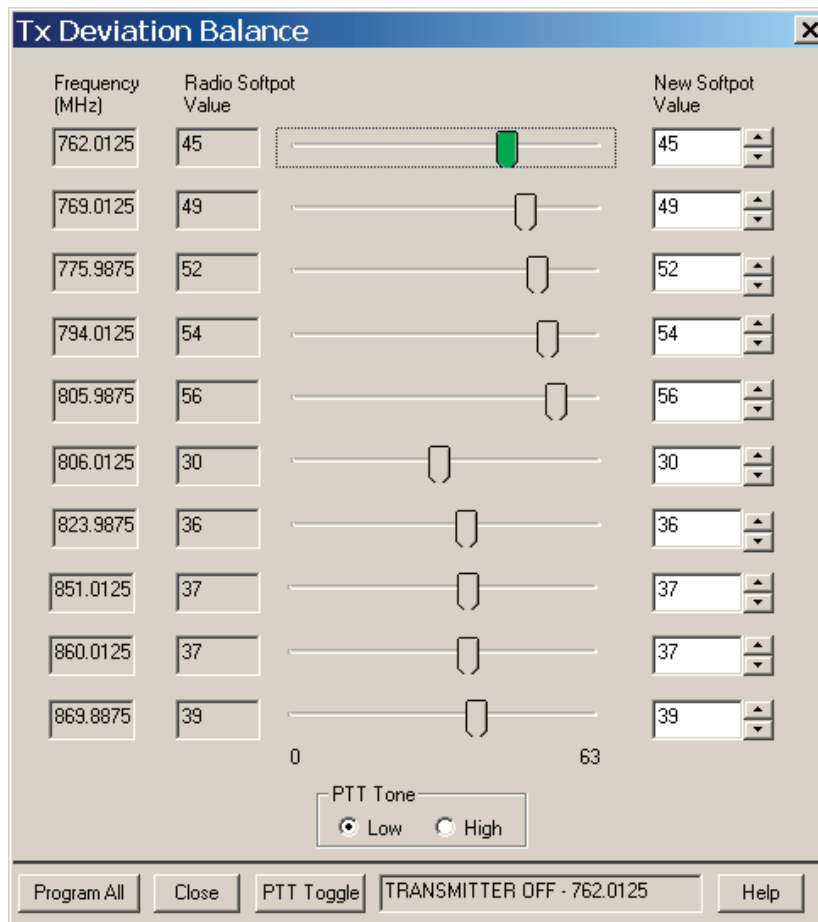 Tx Deviation Balance
Frequency (MHz) Radio Softpot Value New Softpot Value
762.0125 45 45
769.0125 49 49
775.9875 52 52
794.0125 54 54
805.9875 56 56
806.0125 30 30
823.9875 36 36
851.0125 37 37
860.0125 37 37
869.8875 39 39
0 63
PTT Tone
Low High
Program All Close PTT Toggle TRANSMITTER OFF - 762.0125 Help